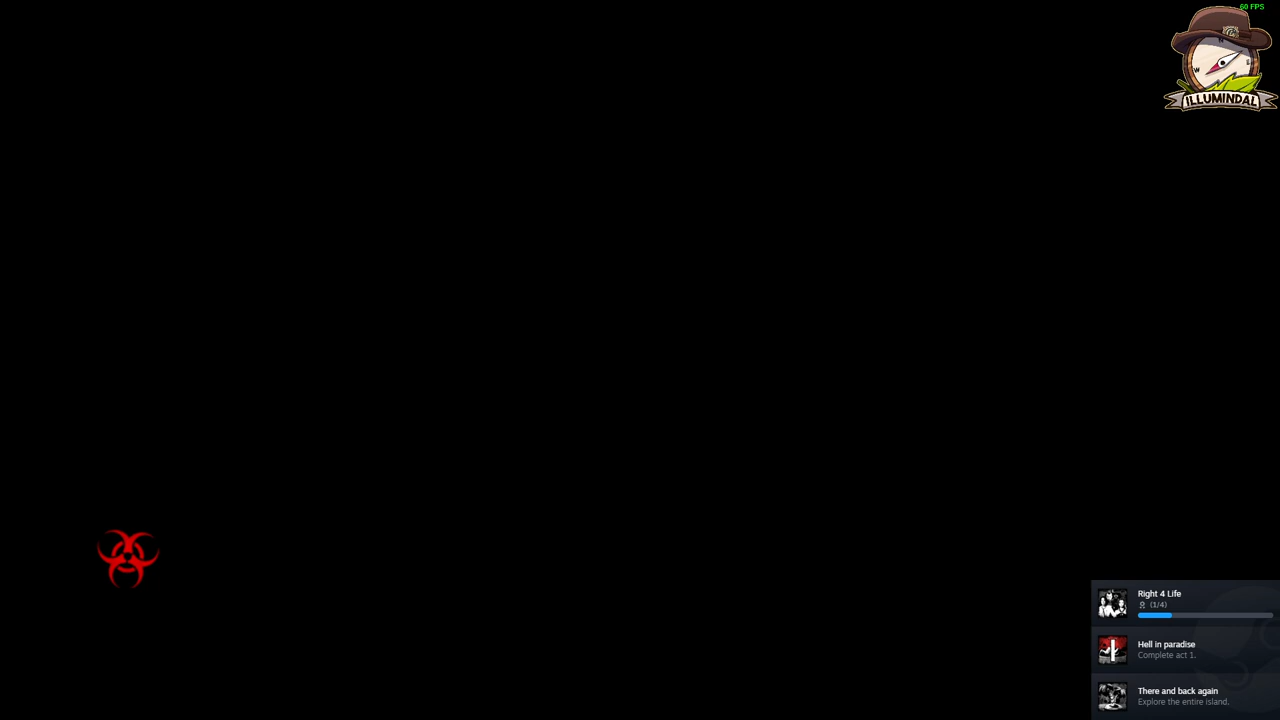 60 FPS
W
ILLUMINDAL
Right 4 Life
(1/4)
Hell in paradise
Complete act 1.
There and back again
Explore the entire island.